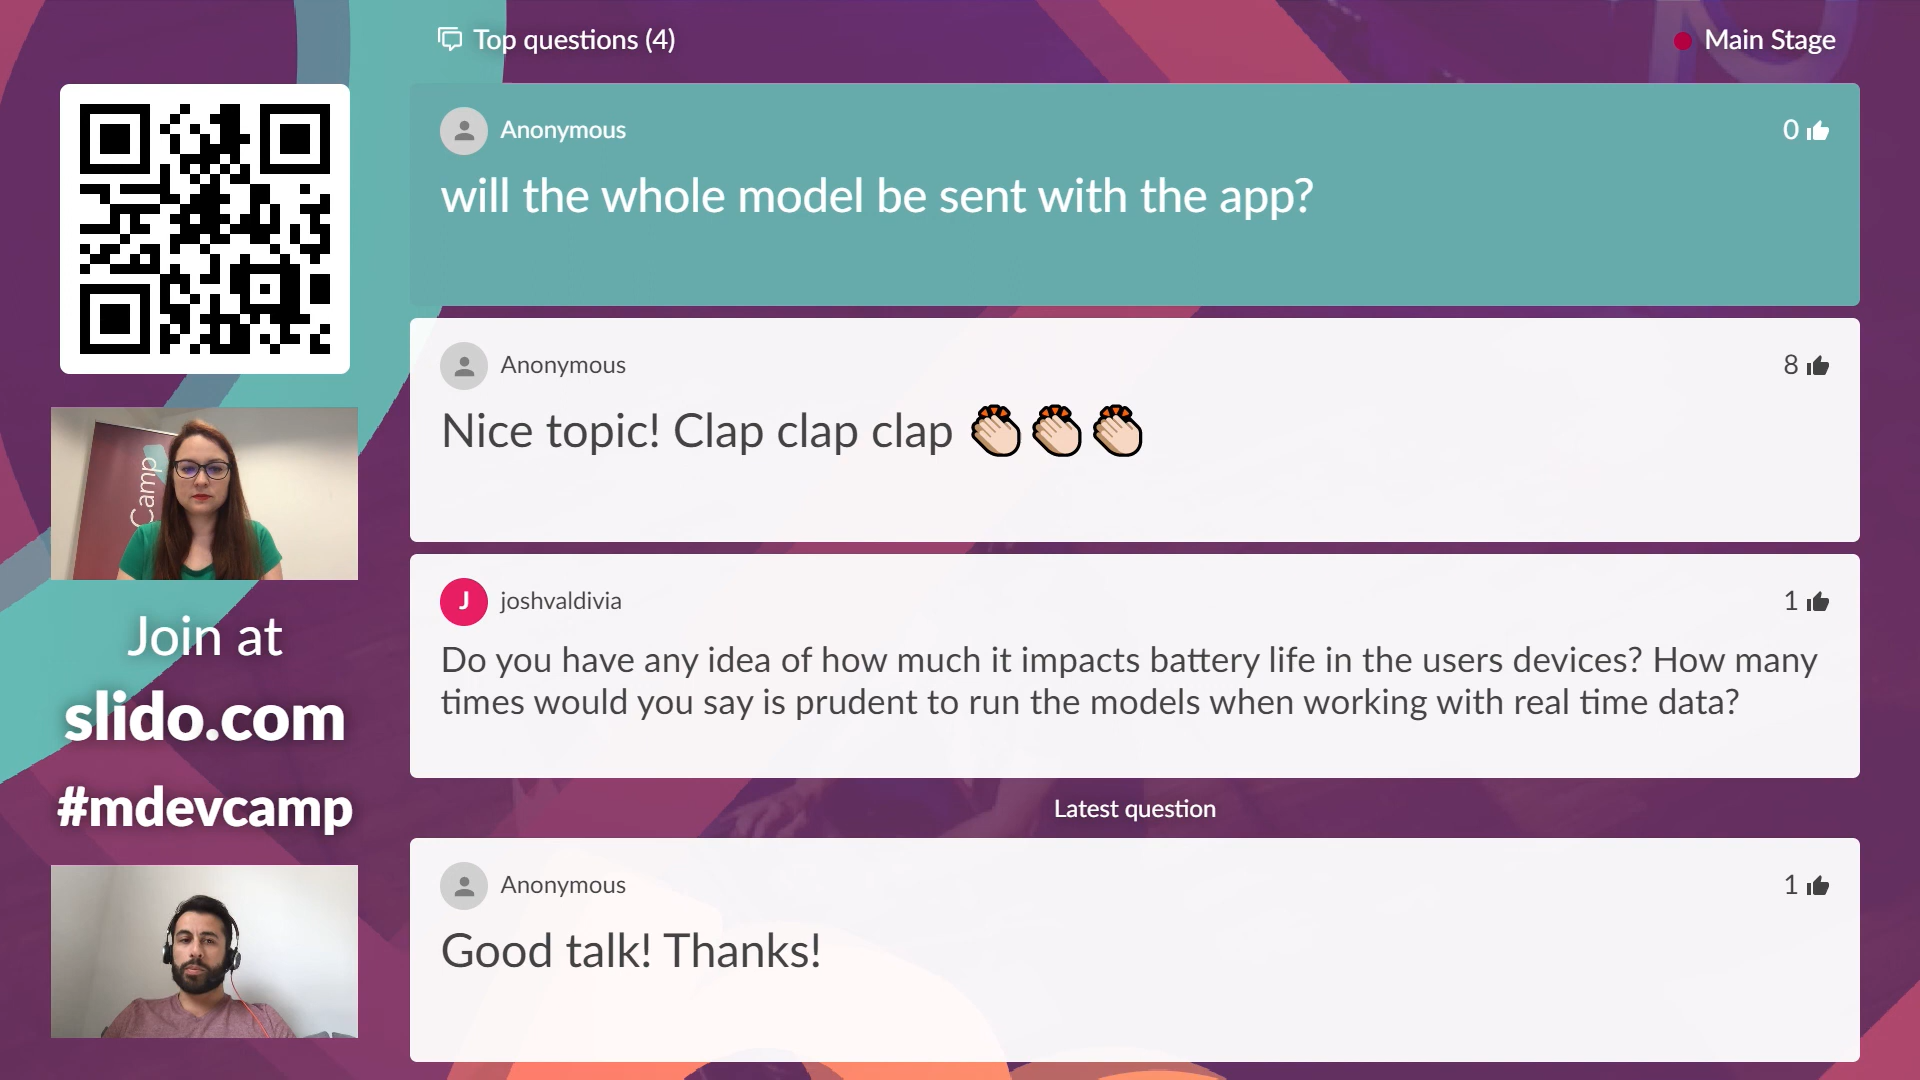 Top questions (4)
Main Stage
Anonymous
0
will the whole model be sent with the app?
Anonymous
8
Nice topic! Clap clap clap 👏🏻👏🏻👏🏻
J
joshvaldivia
1
Do you have any idea of how much it impacts battery life in the users devices? How many
times would you say is prudent to run the models when working with real time data?
Latest question
Anonymous
1
Good talk! Thanks!
Camp
Join at
slido.com
#mdevcamp